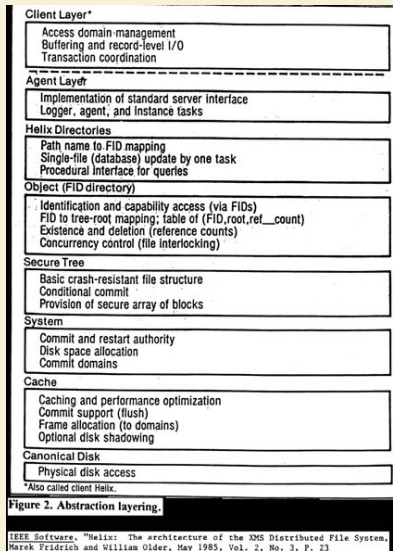 Client Layer*
Access domain management
Buffering and record-level I/O
Transaction coordination
Agent Layer
Implementation of standard server interface
Logger, agent, and instance tasks
Helix Directories
Path name to FID mapping
Single-file (database) update by one task
Procedural interface for queries
Object (FID directory)
Identification and capability access (via FIDs)
FID to tree-root mapping; table of (FID,root,ref__count)
Existence and deletion (reference counts)
Concurrency control (file interlocking)
Secure Tree
Basic crash-resistant file structure
Conditional commit
Provision of secure array of blocks
System
Commit and restart authority
Disk space allocation
Commit domains
Cache
Caching and performance optimization
Commit support (flush)
Frame allocation (to domains)
Optional disk shadowing
Canonical Disk
Physical disk access
*Also called client Helix.
Figure 2. Abstraction layering.
IEEE Software, "Helix: The architecture of the XMS Distributed File System,
Marek Fridrich and William Older, May 1985, Vol. 2, No. 3, P. 23